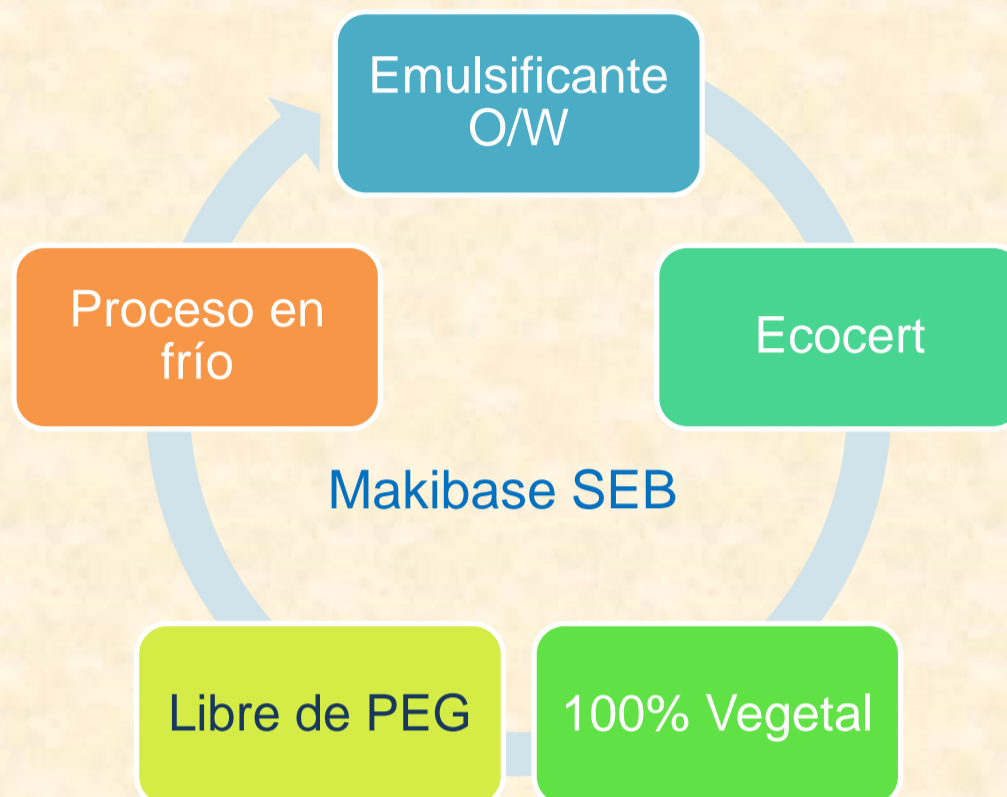 Emulsificante
O/W
Ecocert
100% Vegetal
Libre de PEG
Proceso en
frío
Makibase SEB